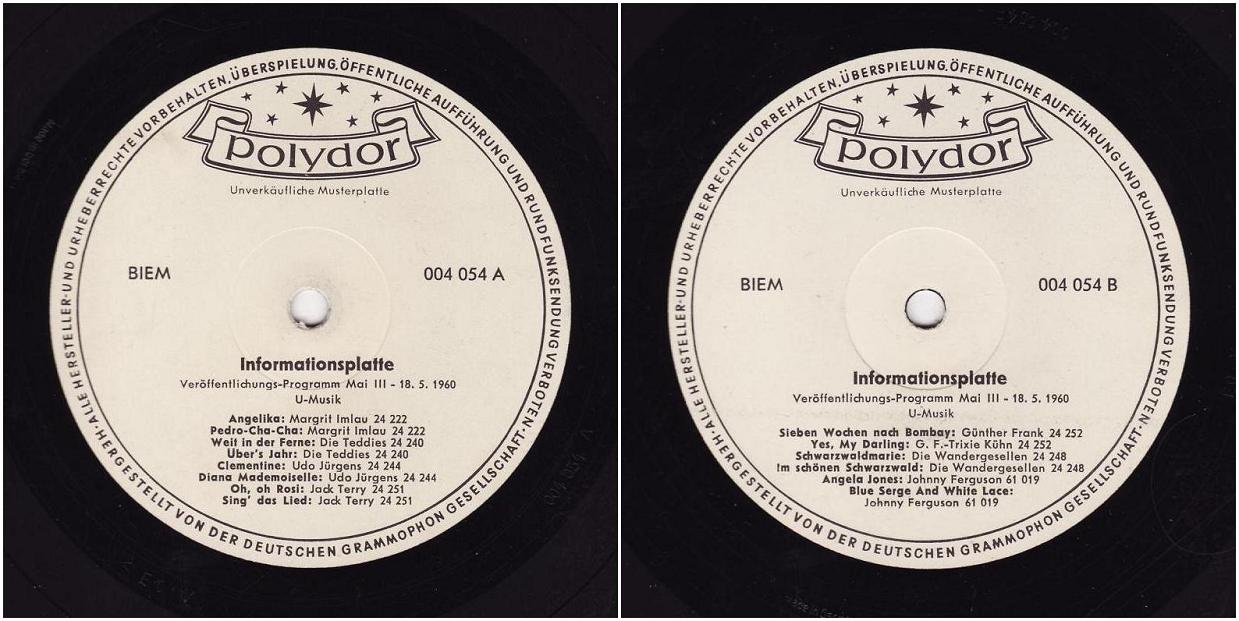 HERGESTELLT VON DER DEUTSCHEN GRAMMOPHON GESELLSCHAFT·ALLE HERSTELLER-UND URHEBERRECHTE VORBEHALTEN,ÜBERSPIELUNG,ÖFFENTLICHE AUFFÜHRUNG UND RUNDFUNKSENDUNG VERBOTEN·
polydor
Unverkäufliche Musterplatte
BIEM
004 054 A
Informationsplatte
Veröffentlichungs-Programm Mai III - 18. 5. 1960
U-Musik
Angelika: Margrit Imlau 24 222
Pedro-Cha-Cha: Margrit Imlau 24 222
Weit in der Ferne: Die Teddies 24 240
Über's Jahr: Die Teddies 24 240
Clementine: Udo Jürgens 24 244
Diana Mademoiselle: Udo Jürgens 24 244
Oh, oh Rosi: Jack Terry 24 251
Sing' das Lied: Jack Terry 24 251
HERGESTELLT VON DER DEUTSCHEN GRAMMOPHON GESELLSCHAFT·ALLE HERSTELLER-UND URHEBERRECHTE VORBEHALTEN,ÜBERSPIELUNG,ÖFFENTLICHE AUFFÜHRUNG UND RUNDFUNKSENDUNG VERBOTEN·
polydor
Unverkäufliche Musterplatte
BIEM
004 054 B
Informationsplatte
Veröffentlichungs-Programm Mai III - 18. 5. 1960
U-Musik
Sieben Wochen nach Bombay: Günther Frank 24 252
Yes, My Darling: G. F.-Trixie Kühn 24 252
Schwarzwaldmarie: Die Wandergesellen 24 248
Im schönen Schwarzwald: Die Wandergesellen 24 248
Angela Jones: Johnny Ferguson 61 019
Blue Serge And White Lace:
Johnny Ferguson 61 019